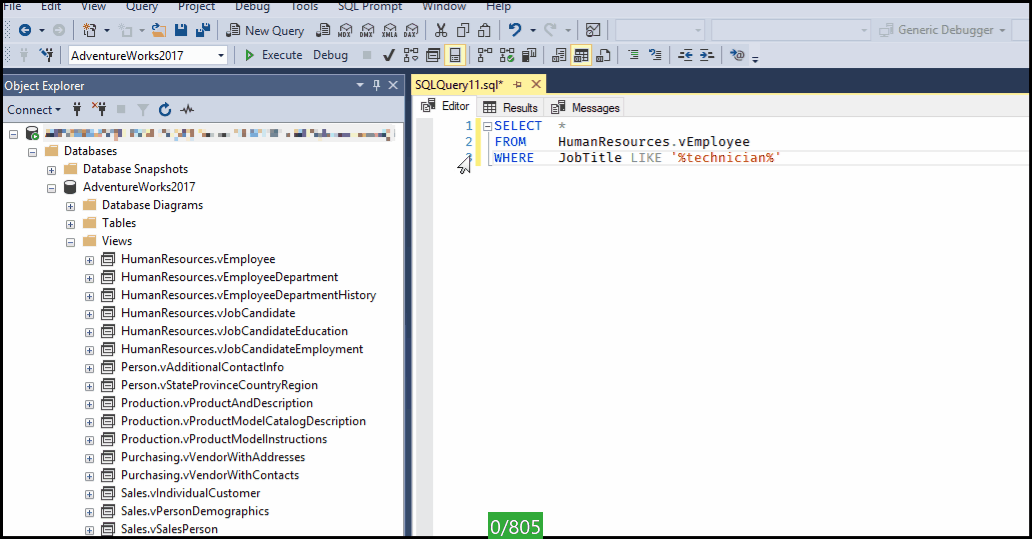 File Edit View Query Project Debug Tools SQL Prompt Window Help
New Query MDX DMX XMLA DAX Generic Debugger
AdventureWorks2017 Execute Debug
Object Explorer
Connect
Databases
Database Snapshots
AdventureWorks2017
Database Diagrams
Tables
Views
HumanResources.vEmployee
HumanResources.vEmployeeDepartment
HumanResources.vEmployeeDepartmentHistory
HumanResources.vJobCandidate
HumanResources.vJobCandidateEducation
HumanResources.vJobCandidateEmployment
Person.vAdditionalContactInfo
Person.vStateProvinceCountryRegion
Production.vProductAndDescription
Production.vProductModelCatalogDescription
Production.vProductModelInstructions
Purchasing.vVendorWithAddresses
Purchasing.vVendorWithContacts
Sales.vIndividualCustomer
Sales.vPersonDemographics
Sales.vSalesPerson
SQLQuery11.sql*
Editor Results Messages
1 SELECT *
2 FROM HumanResources.vEmployee
3 WHERE JobTitle LIKE '%technician%'
0/805